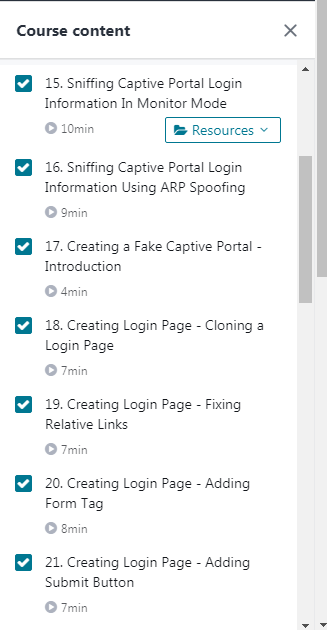 Course content
15. Sniffing Captive Portal Login
Information In Monitor Mode
10min
Resources
16. Sniffing Captive Portal Login
Information Using ARP Spoofing
9min
17. Creating a Fake Captive Portal -
Introduction
4min
18. Creating Login Page - Cloning a
Login Page
7min
19. Creating Login Page - Fixing
Relative Links
7min
20. Creating Login Page - Adding
Form Tag
8min
21. Creating Login Page - Adding
Submit Button
7min